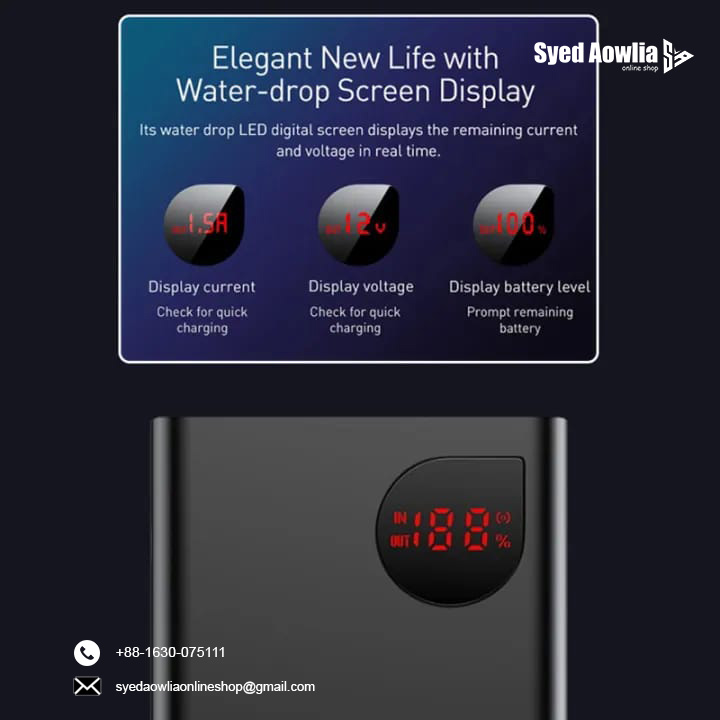 Elegant New Life with
Water-drop Screen Display
Syed Aowlia
online shop
Its water drop LED digital screen displays the remaining current
and voltage in real time.
OUT 1.5A
OUT 12v
OUT 100%
Display current
Display voltage
Display battery level
Check for quick
charging
Check for quick
charging
Prompt remaining
battery
IN
OUT 188 %
+88-1630-075111
syedaowliaonlineshop@gmail.com